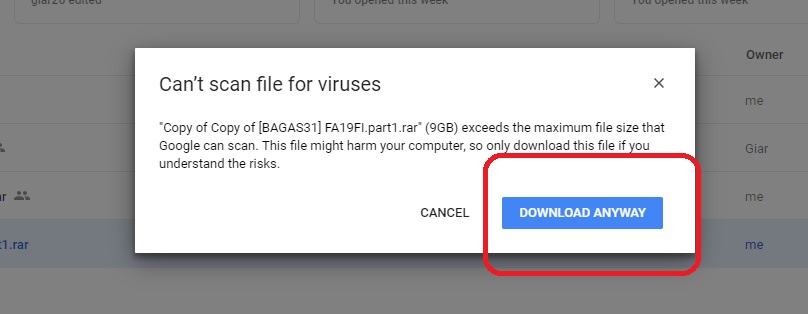 giar26 edited
You opened this week
You opened this week
Owner
Can't scan file for viruses
me
"Copy of Copy of [BAGAS31] FA19FI.part1.rar" (9GB) exceeds the maximum file size that
Google can scan. This file might harm your computer, so only download this file if you
understand the risks.
Giar
ar
me
CANCEL
DOWNLOAD ANYWAY
t1.rar
me